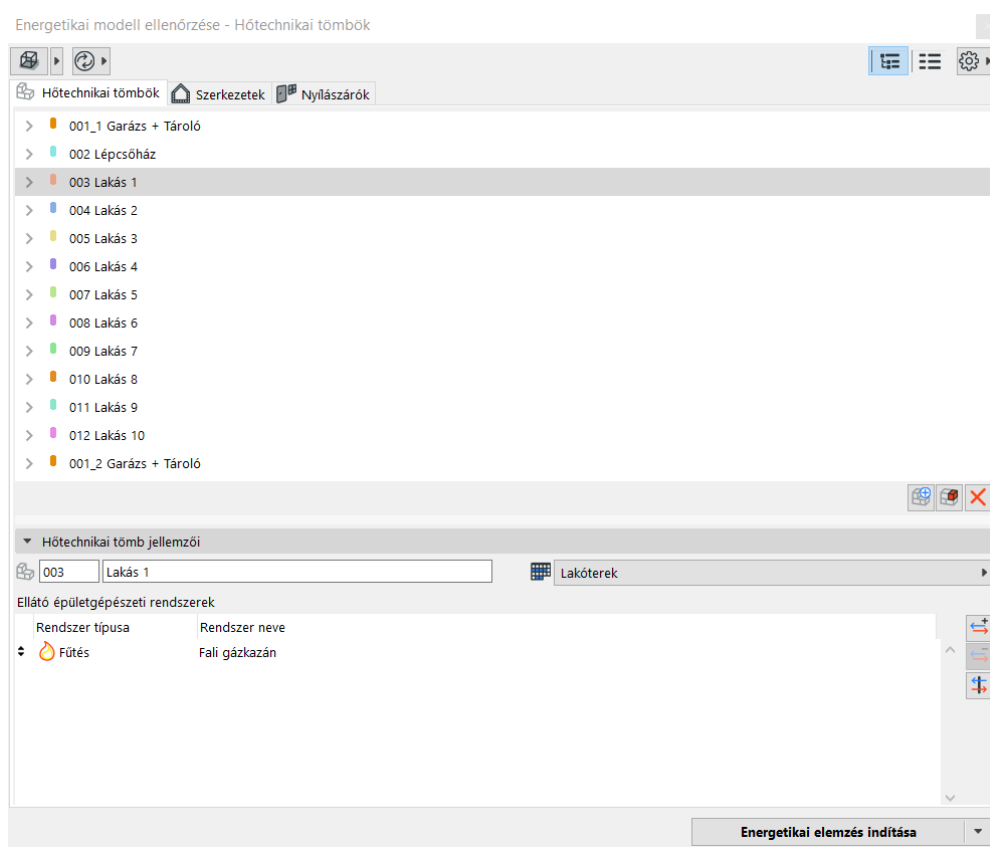 Energetikai modell ellenőrzése - Hőtechnikai tömbök
Hőtechnikai tömbök Szerkezetek Nyílászárók
001_1 Garázs + Tároló
002 Lépcsőház
003 Lakás 1
004 Lakás 2
005 Lakás 3
006 Lakás 4
007 Lakás 5
008 Lakás 6
009 Lakás 7
010 Lakás 8
011 Lakás 9
012 Lakás 10
001_2 Garázs + Tároló
Hőtechnikai tömb jellemzői
003 Lakás 1 Lakóterek
Ellátó épületgépészeti rendszerek
Rendszer típusa Rendszer neve
Fűtés Fali gázkazán
Energetikai elemzés indítása